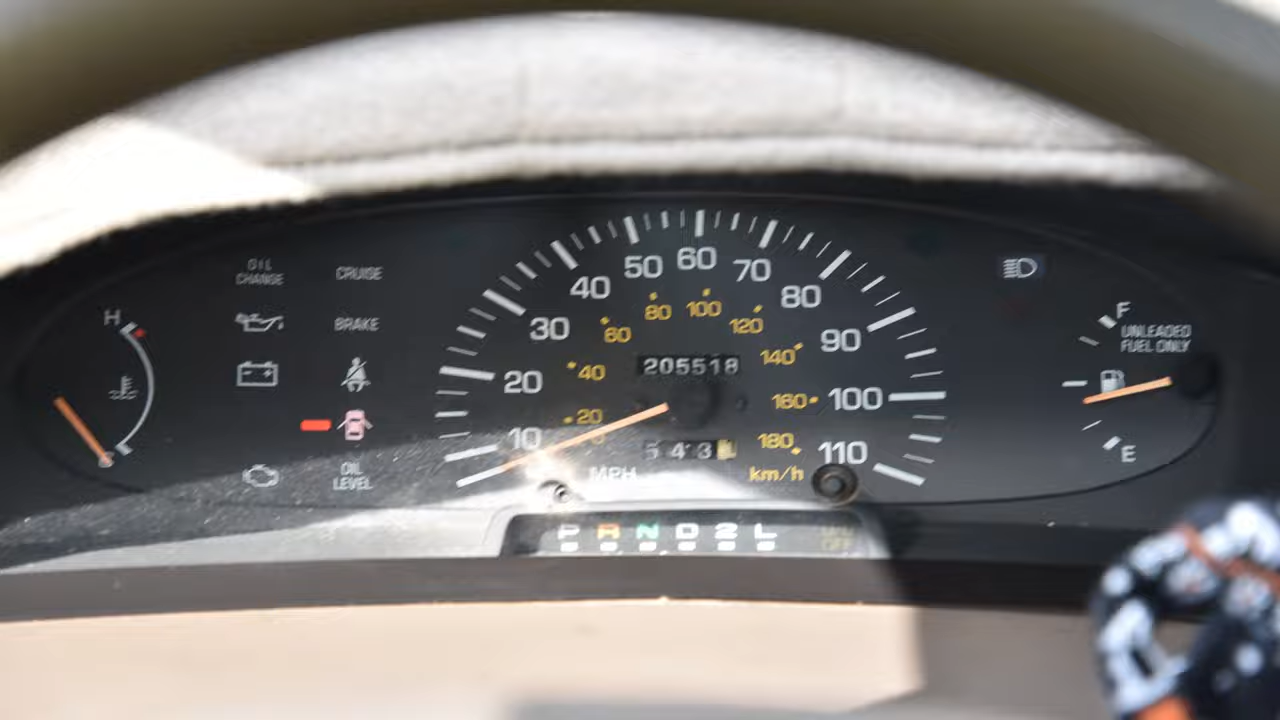 OIL
CHANGE
CRUISE
BRAKE
OIL
LEVEL
H
10
20
30
40
50
60
70
80
90
100
110
20
40
60
80
100
120
140
160
180
205518
MPH
km/h
P R N D 2 L
OFF
F
UNLEADED
FUEL ONLY
E